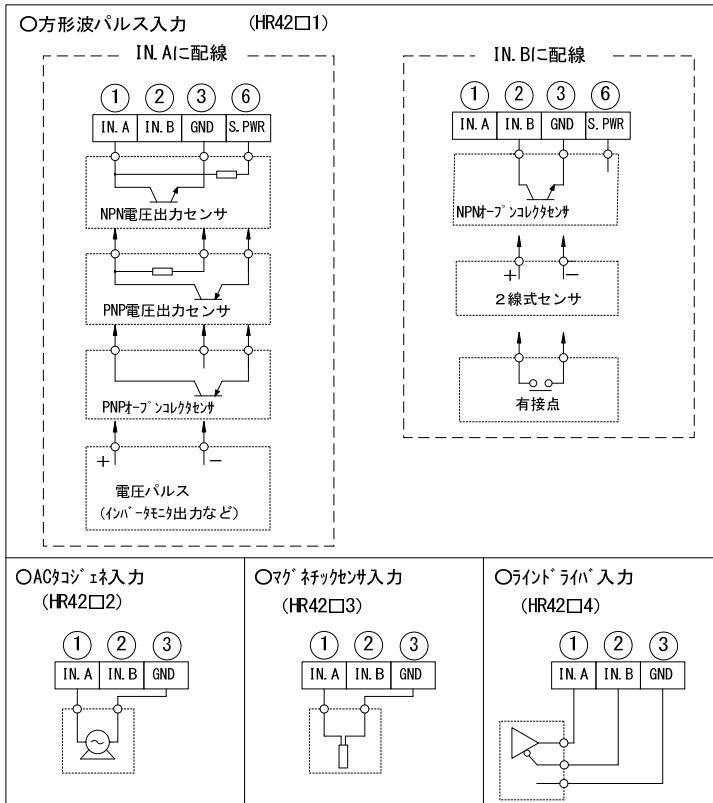 ○方形波パルス入力 (HR42□1)
IN.Aに配線
① ② ③ ⑥
IN.A IN.B GND S.PWR
NPN電圧出力センサ
PNP電圧出力センサ
PNPオープンコレクタセンサ
+ −
電圧パルス
(インバータモニタ出力など)
IN.Bに配線
① ② ③ ⑥
IN.A IN.B GND S.PWR
NPNオープンコレクタセンサ
+ −
2線式センサ
有接点
○ACタコジェネ入力
(HR42□2)
① ② ③
IN.A IN.B GND
○マグネチックセンサ入力
(HR42□3)
① ② ③
IN.A IN.B GND
○ラインドライバ入力
(HR42□4)
① ② ③
IN.A IN.B GND